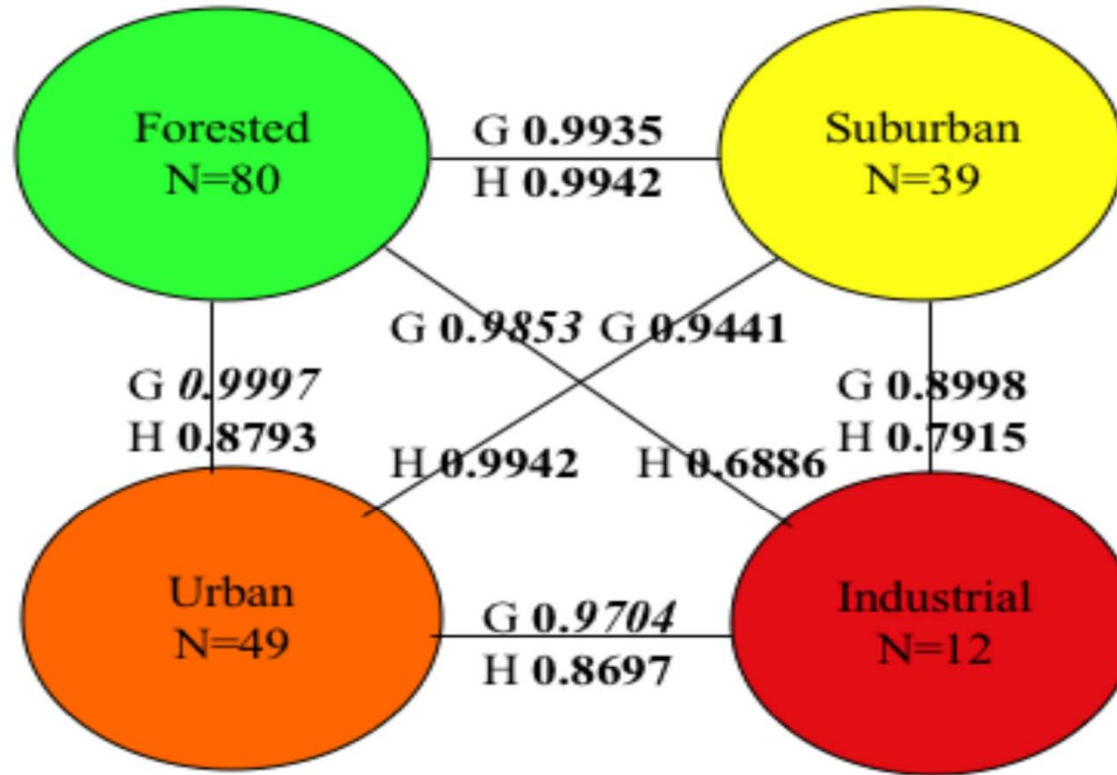 Forested
N=80
G 0.9935
H 0.9942
Suburban
N=39
G 0.9853
G 0.9441
G 0.9997
H 0.8793
G 0.8998
H 0.7915
H 0.9942
H 0.6886
Urban
N=49
G 0.9704
H 0.8697
Industrial
N=12